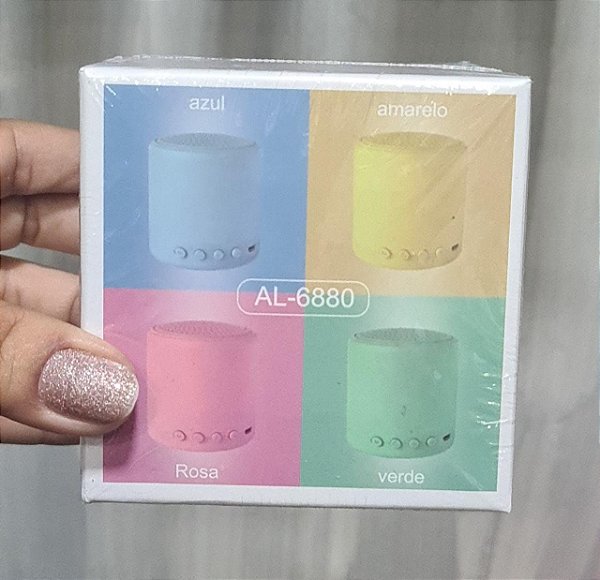 azul
amarelo
AL-6880
Rosa
verde